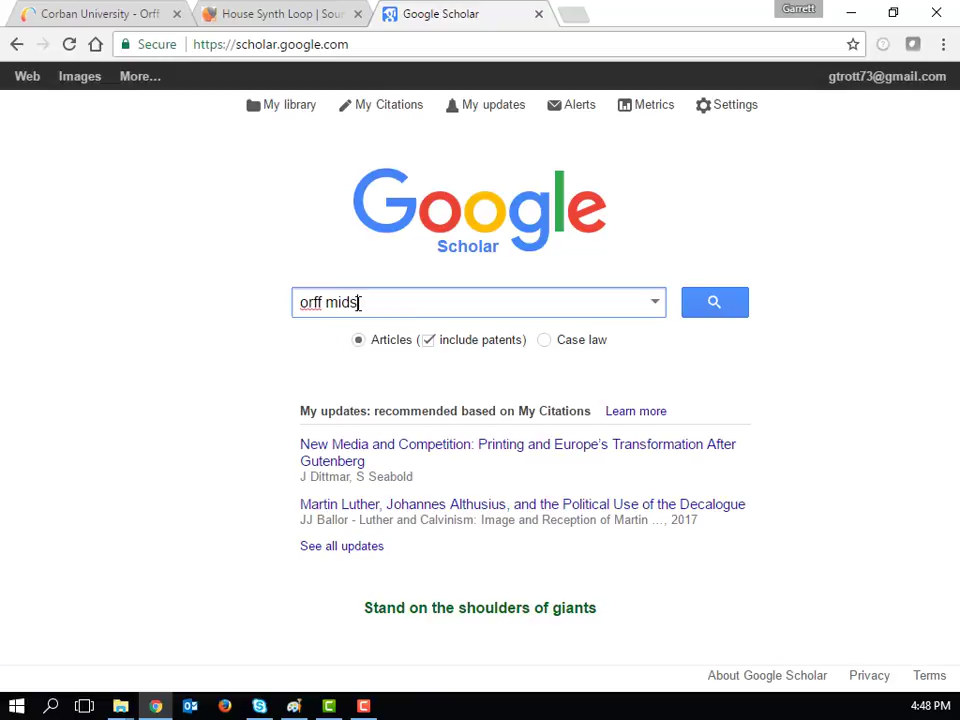 Corban University - Orff
House Synth Loop | Soun
Google Scholar
Garrett
Secure
https://scholar.google.com
Web
Images
More...
gtrott73@gmail.com
My library
My Citations
My updates
Alerts
Metrics
Settings
Google
Scholar
orff mids
Articles ( include patents)
Case law
My updates: recommended based on My Citations Learn more
New Media and Competition: Printing and Europe's Transformation After
Gutenberg
J Dittmar, S Seabold
Martin Luther, Johannes Althusius, and the Political Use of the Decalogue
JJ Ballor - Luther and Calvinism: Image and Reception of Martin ..., 2017
See all updates
Stand on the shoulders of giants
About Google Scholar
Privacy
Terms
4:48 PM